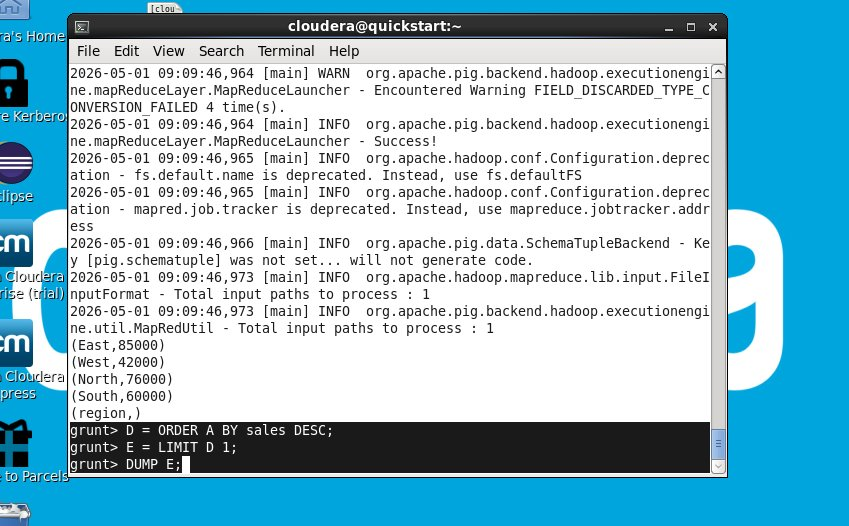 [clou
cloudera@quickstart:~
File Edit View Search Terminal Help
2026-05-01 09:09:46,964 [main] WARN  org.apache.pig.backend.hadoop.executionengi
ne.mapReduceLayer.MapReduceLauncher - Encountered Warning FIELD_DISCARDED_TYPE_C
ONVERSION_FAILED 4 time(s).
2026-05-01 09:09:46,964 [main] INFO  org.apache.pig.backend.hadoop.executionengi
ne.mapReduceLayer.MapReduceLauncher - Success!
2026-05-01 09:09:46,965 [main] INFO  org.apache.hadoop.conf.Configuration.deprec
ation - fs.default.name is deprecated. Instead, use fs.defaultFS
2026-05-01 09:09:46,965 [main] INFO  org.apache.hadoop.conf.Configuration.deprec
ation - mapred.job.tracker is deprecated. Instead, use mapreduce.jobtracker.addr
ess
2026-05-01 09:09:46,966 [main] INFO  org.apache.pig.data.SchemaTupleBackend - Ke
y [pig.schematuple] was not set... will not generate code.
2026-05-01 09:09:46,973 [main] INFO  org.apache.hadoop.mapreduce.lib.input.FileI
nputFormat - Total input paths to process : 1
2026-05-01 09:09:46,973 [main] INFO  org.apache.pig.backend.hadoop.executionengi
ne.util.MapRedUtil - Total input paths to process : 1
(East,85000)
(West,42000)
(North,76000)
(South,60000)
(region,)
grunt> D = ORDER A BY sales DESC;
grunt> E = LIMIT D 1;
grunt> DUMP E;
ra's Home
re Kerbero
clipse
cm
Cloudera
rise (trial)
cm
Cloudera
press
e to Parcels